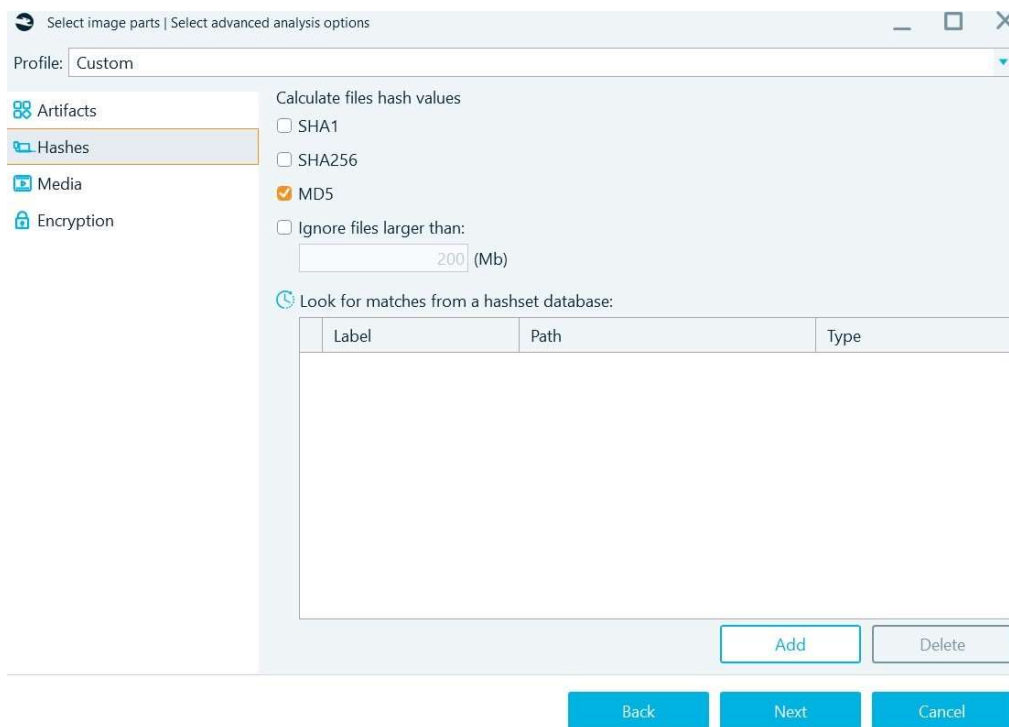 Select image parts | Select advanced analysis options
Profile: Custom
Artifacts
Hashes
Media
Encryption
Calculate files hash values
SHA1
SHA256
MD5
Ignore files larger than:
200 (Mb)
Look for matches from a hashset database:
Label Path Type
Add Delete
Back Next Cancel